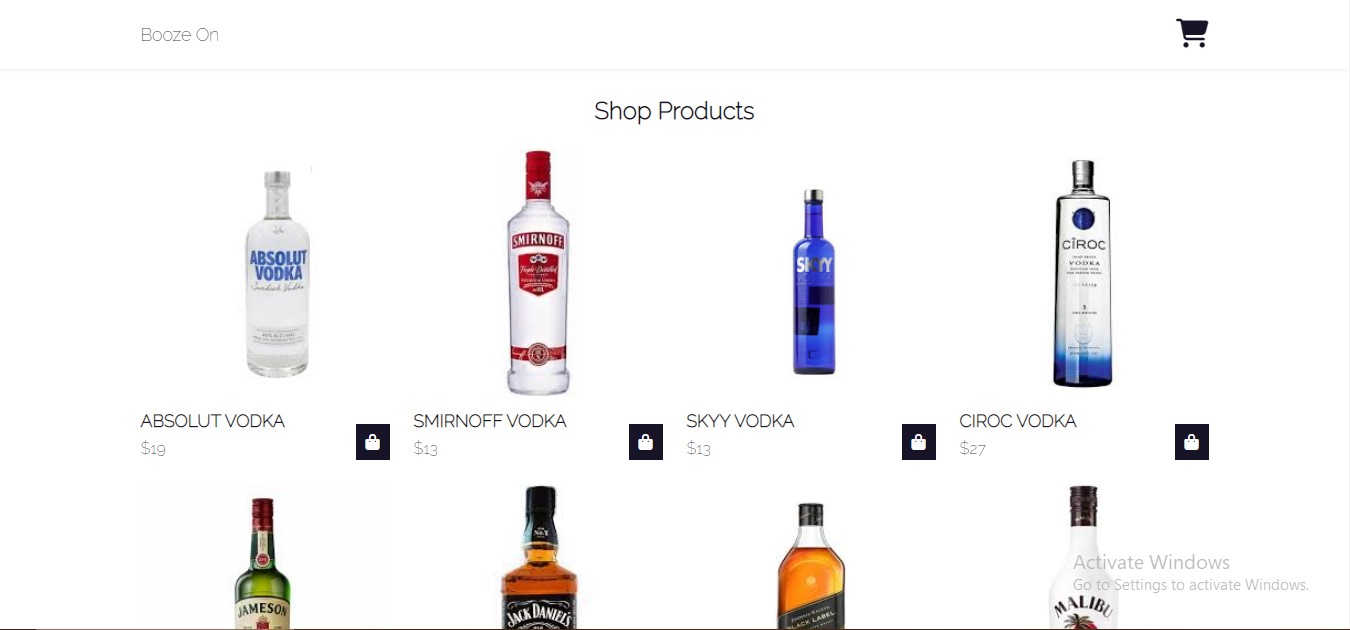 Booze On
Shop Products
ABSOLUT
VODKA
Swedish Vodka
SMIRNOFF
Triple Distilled
SKYY
CÎROC
VODKA
ABSOLUT VODKA
$19
SMIRNOFF VODKA
$13
SKYY VODKA
$13
CIROC VODKA
$27
JAMESON
JACK DANIEL'S
BLACK LABEL
MALIBU
Activate Windows
Go to Settings to activate Windows.